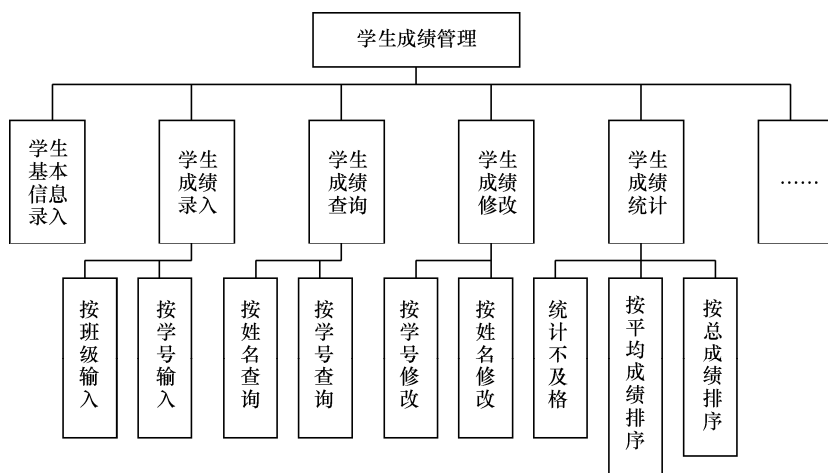 学生成绩管理
学生
基本
信息
录入
学生
成绩
录入
学生
成绩
查询
学生
成绩
修改
学生
成绩
统计
……
按班级输入
按学号输入
按姓名查询
按学号查询
按学号修改
按姓名修改
统计不及格
按平均成绩排序
按总成绩排序